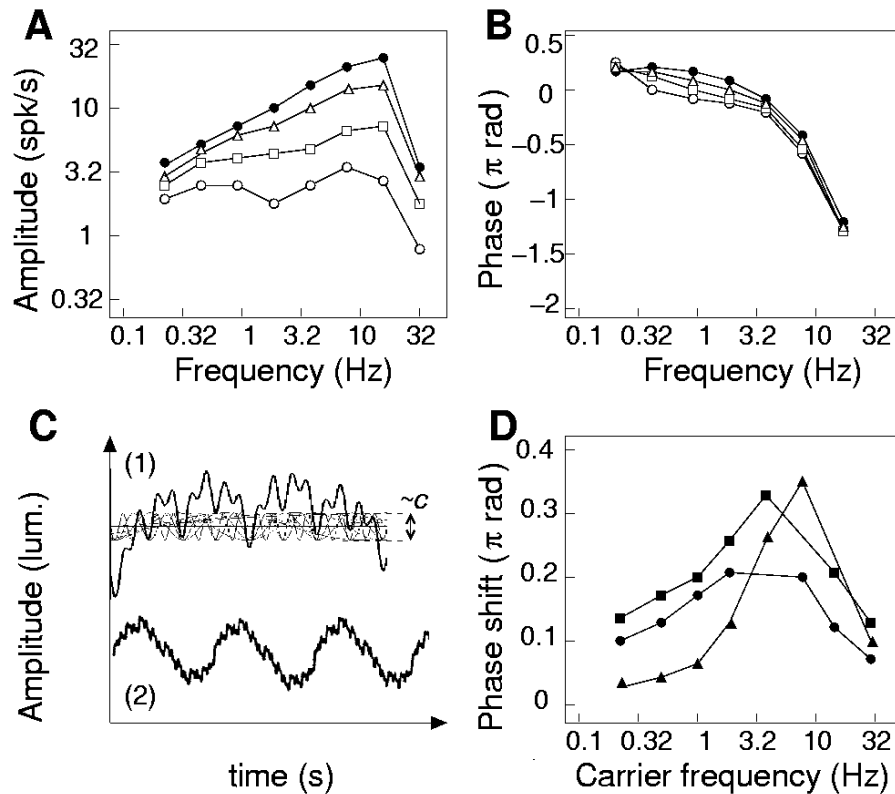 A
Amplitude (spk/s)
32
10
3.2
1
0.32
0.1 0.32 1 3.2 10 32
Frequency (Hz)
B
Phase (π rad)
0.5
0
−0.5
−1
−1.5
−2
0.1 0.32 1 3.2 10 32
Frequency (Hz)
C
Amplitude (lum.)
(1)
~c
(2)
time (s)
D
Phase shift (π rad)
0.4
0.3
0.2
0.1
0
0.1 0.32 1 3.2 10 32
Carrier frequency (Hz)